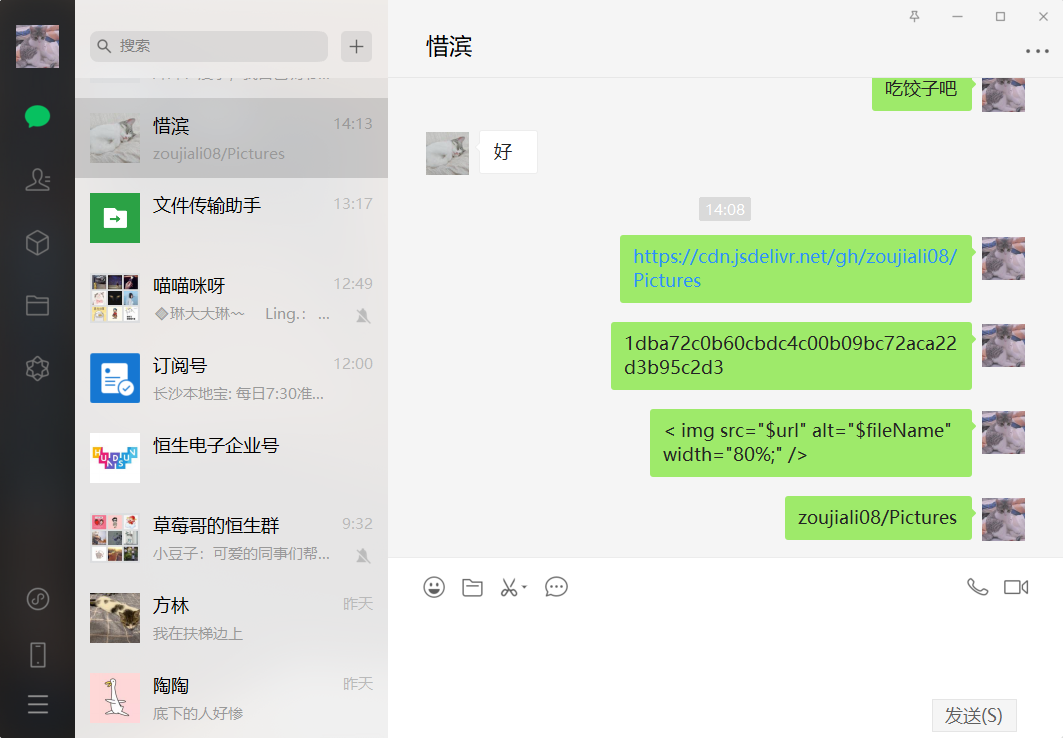 搜索
惜滨
14:13
zoujiali08/Pictures
文件传输助手
13:17
喵喵咪呀
12:49
琳大大琳~~ Ling.: ...
订阅号
12:00
长沙本地宝: 每日7:30准...
恒生电子企业号
HUNDSUN
草莓哥的恒生群
9:32
小豆子：可爱的同事们帮...
方林
昨天
我在扶梯边上
陶陶
昨天
底下的人好惨
惜滨
吃饺子吧
好
14:08
https://cdn.jsdelivr.net/gh/zoujiali08/
Pictures
1dba72c0b60cbdc4c00b09bc72aca22
d3b95c2d3
< img src="$url" alt="$fileName"
width="80%;" />
zoujiali08/Pictures
发送(S)